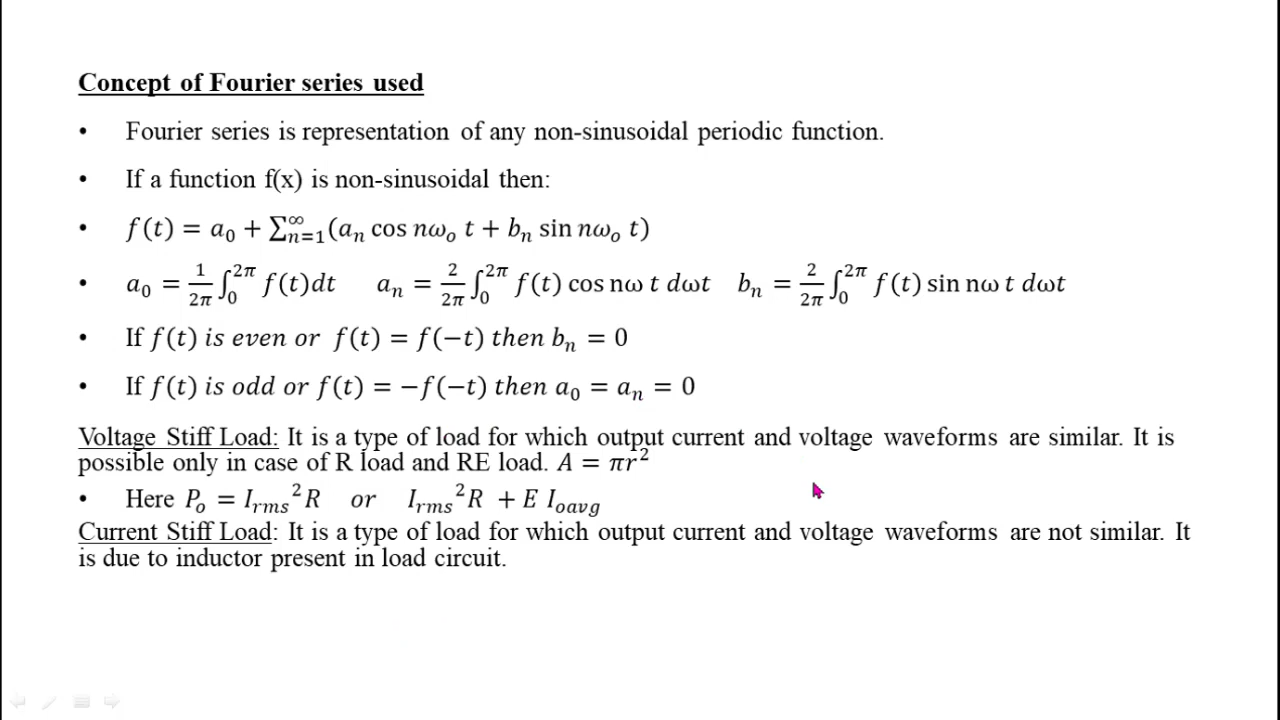 Concept of Fourier series used
• Fourier series is representation of any non-sinusoidal periodic function.
• If a function f(x) is non-sinusoidal then:
• f(t) = a₀ + ∑ₙ₌₁^∞ (aₙ cos nωₒ t + bₙ sin nωₒ t)
• a₀ = 1/2π ∫₀^2π f(t)dt    aₙ = 2/2π ∫₀^2π f(t) cos nω t dωt    bₙ = 2/2π ∫₀^2π f(t) sin nω t dωt
• If f(t) is even or f(t) = f(−t) then bₙ = 0
• If f(t) is odd or f(t) = −f(−t) then a₀ = aₙ = 0
Voltage Stiff Load: It is a type of load for which output current and voltage waveforms are similar. It is
possible only in case of R load and RE load. A = πr²
• Here Pₒ = I_rms² R   or   I_rms² R + E I_oavg
Current Stiff Load: It is a type of load for which output current and voltage waveforms are not similar. It
is due to inductor present in load circuit.